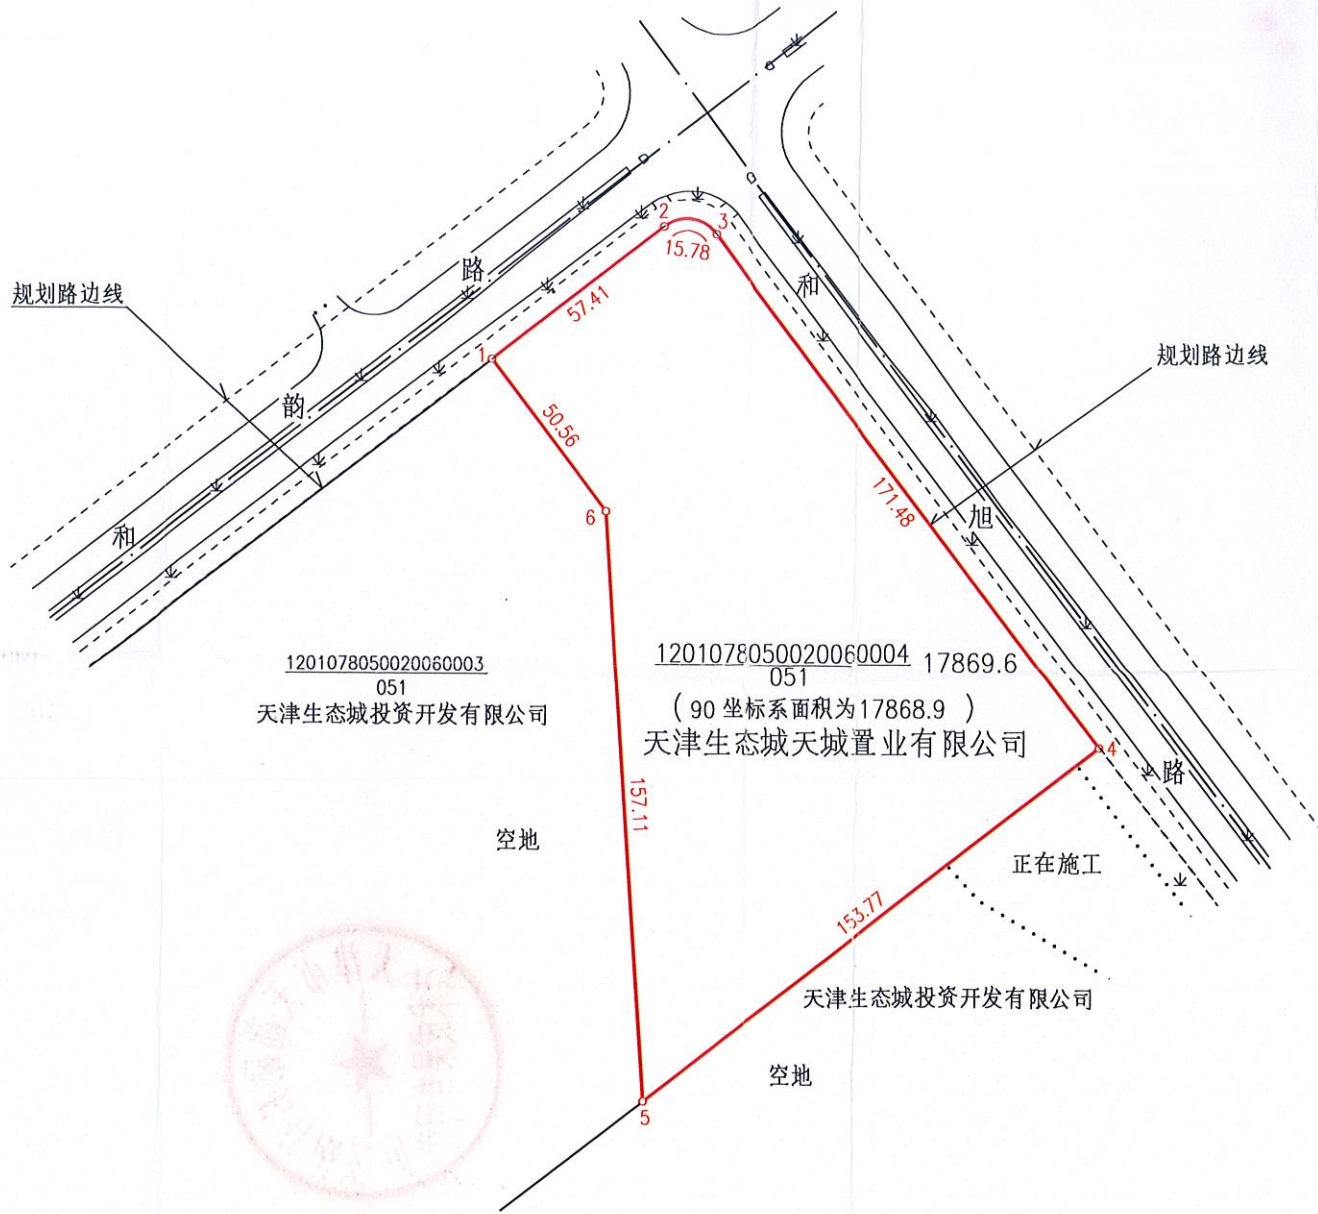 2
3
15.78
路
和
规划路边线
57.41
1
规划路边线
韵
50.56
171.48
6
旭
和
120107805002006​0003
051
天津生态城投资开发有限公司
120107805002006​0004 17869.6
051
(90 坐标系面积为17868.9 )
天津生态城天城置业有限公司
4
路
157.11
空地
正在施工
153.77
天津生态城投资开发有限公司
空地
5